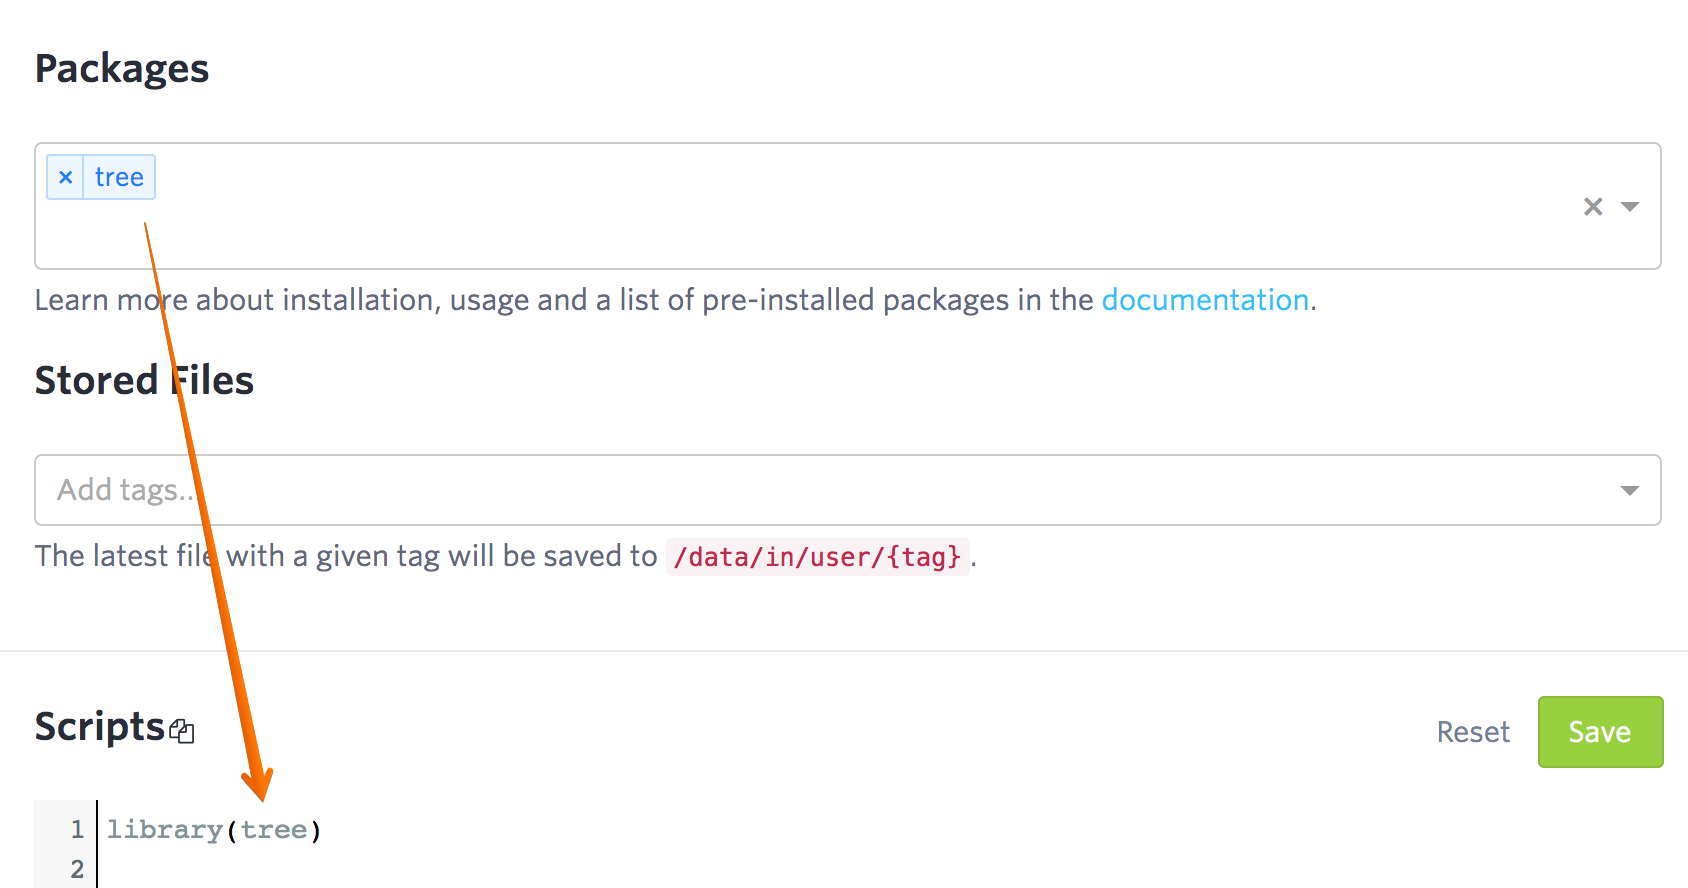 Packages
× tree
Learn more about installation, usage and a list of pre-installed packages in the documentation.
Stored Files
Add tags...
The latest file with a given tag will be saved to /data/in/user/{tag}.
Scripts
Reset
Save
1 library(tree)
2